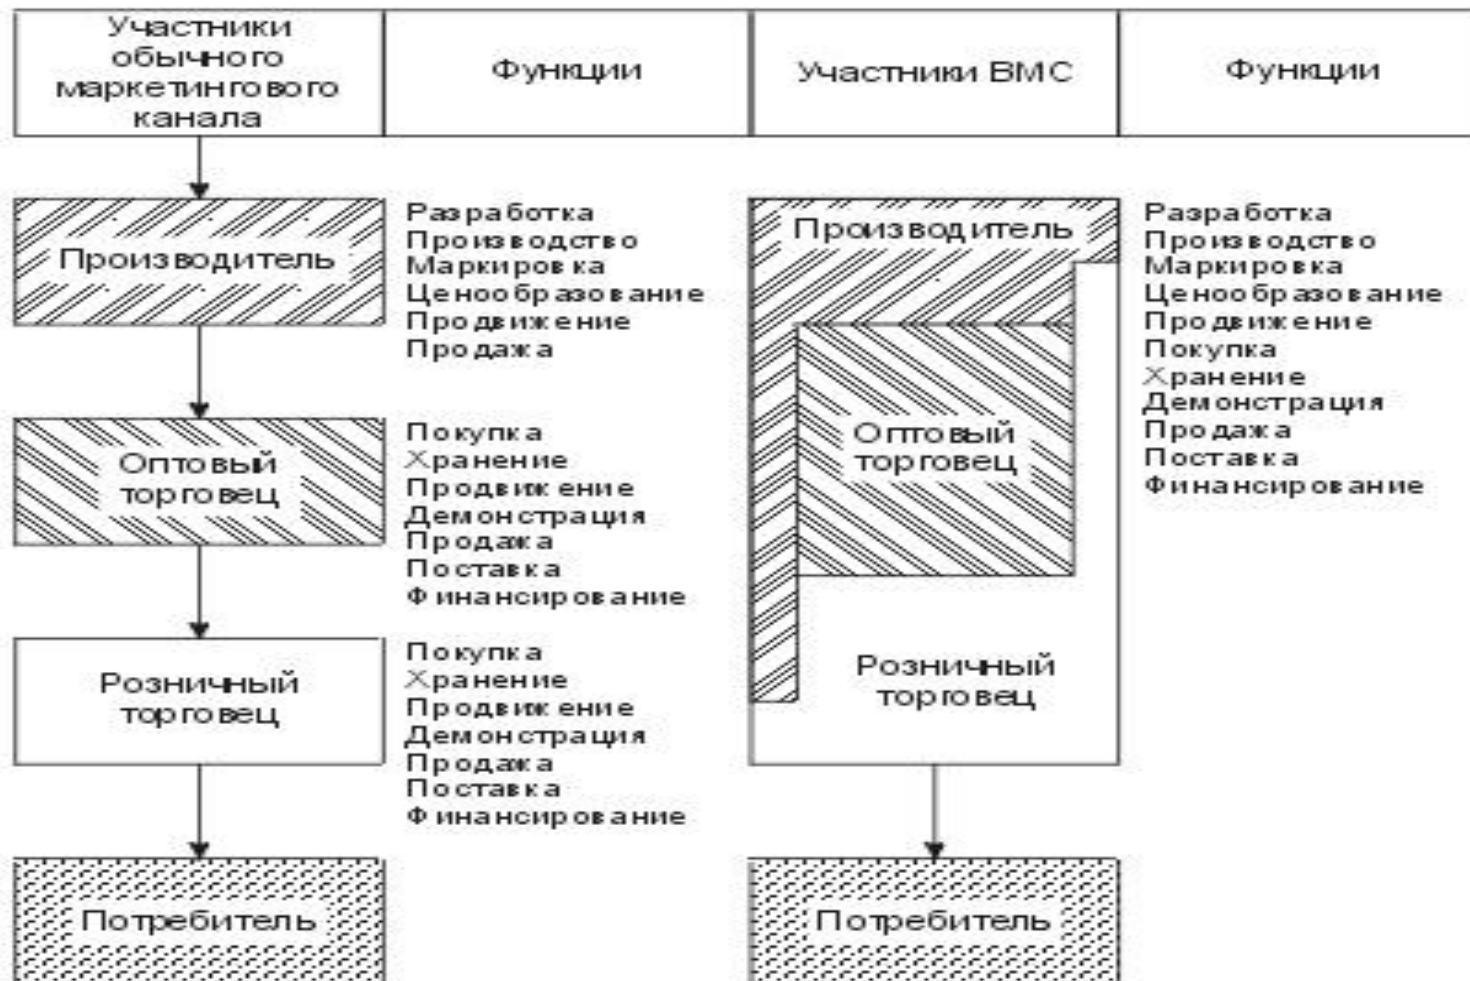 Участники
обычного
маркетингового
канала
Функции
Участники ВМС
Функции
Производитель
Разработка
Производство
Маркировка
Ценообразование
Продвижение
Продажа
Оптовый
торговец
Покупка
Хранение
Продвижение
Демонстрация
Продажа
Поставка
Финансирование
Розничный
торговец
Покупка
Хранение
Продвижение
Демонстрация
Продажа
Поставка
Финансирование
Потребитель
Производитель
Оптовый
торговец
Розничный
торговец
Разработка
Производство
Маркировка
Ценообразование
Продвижение
Покупка
Хранение
Демонстрация
Продажа
Поставка
Финансирование
Потребитель